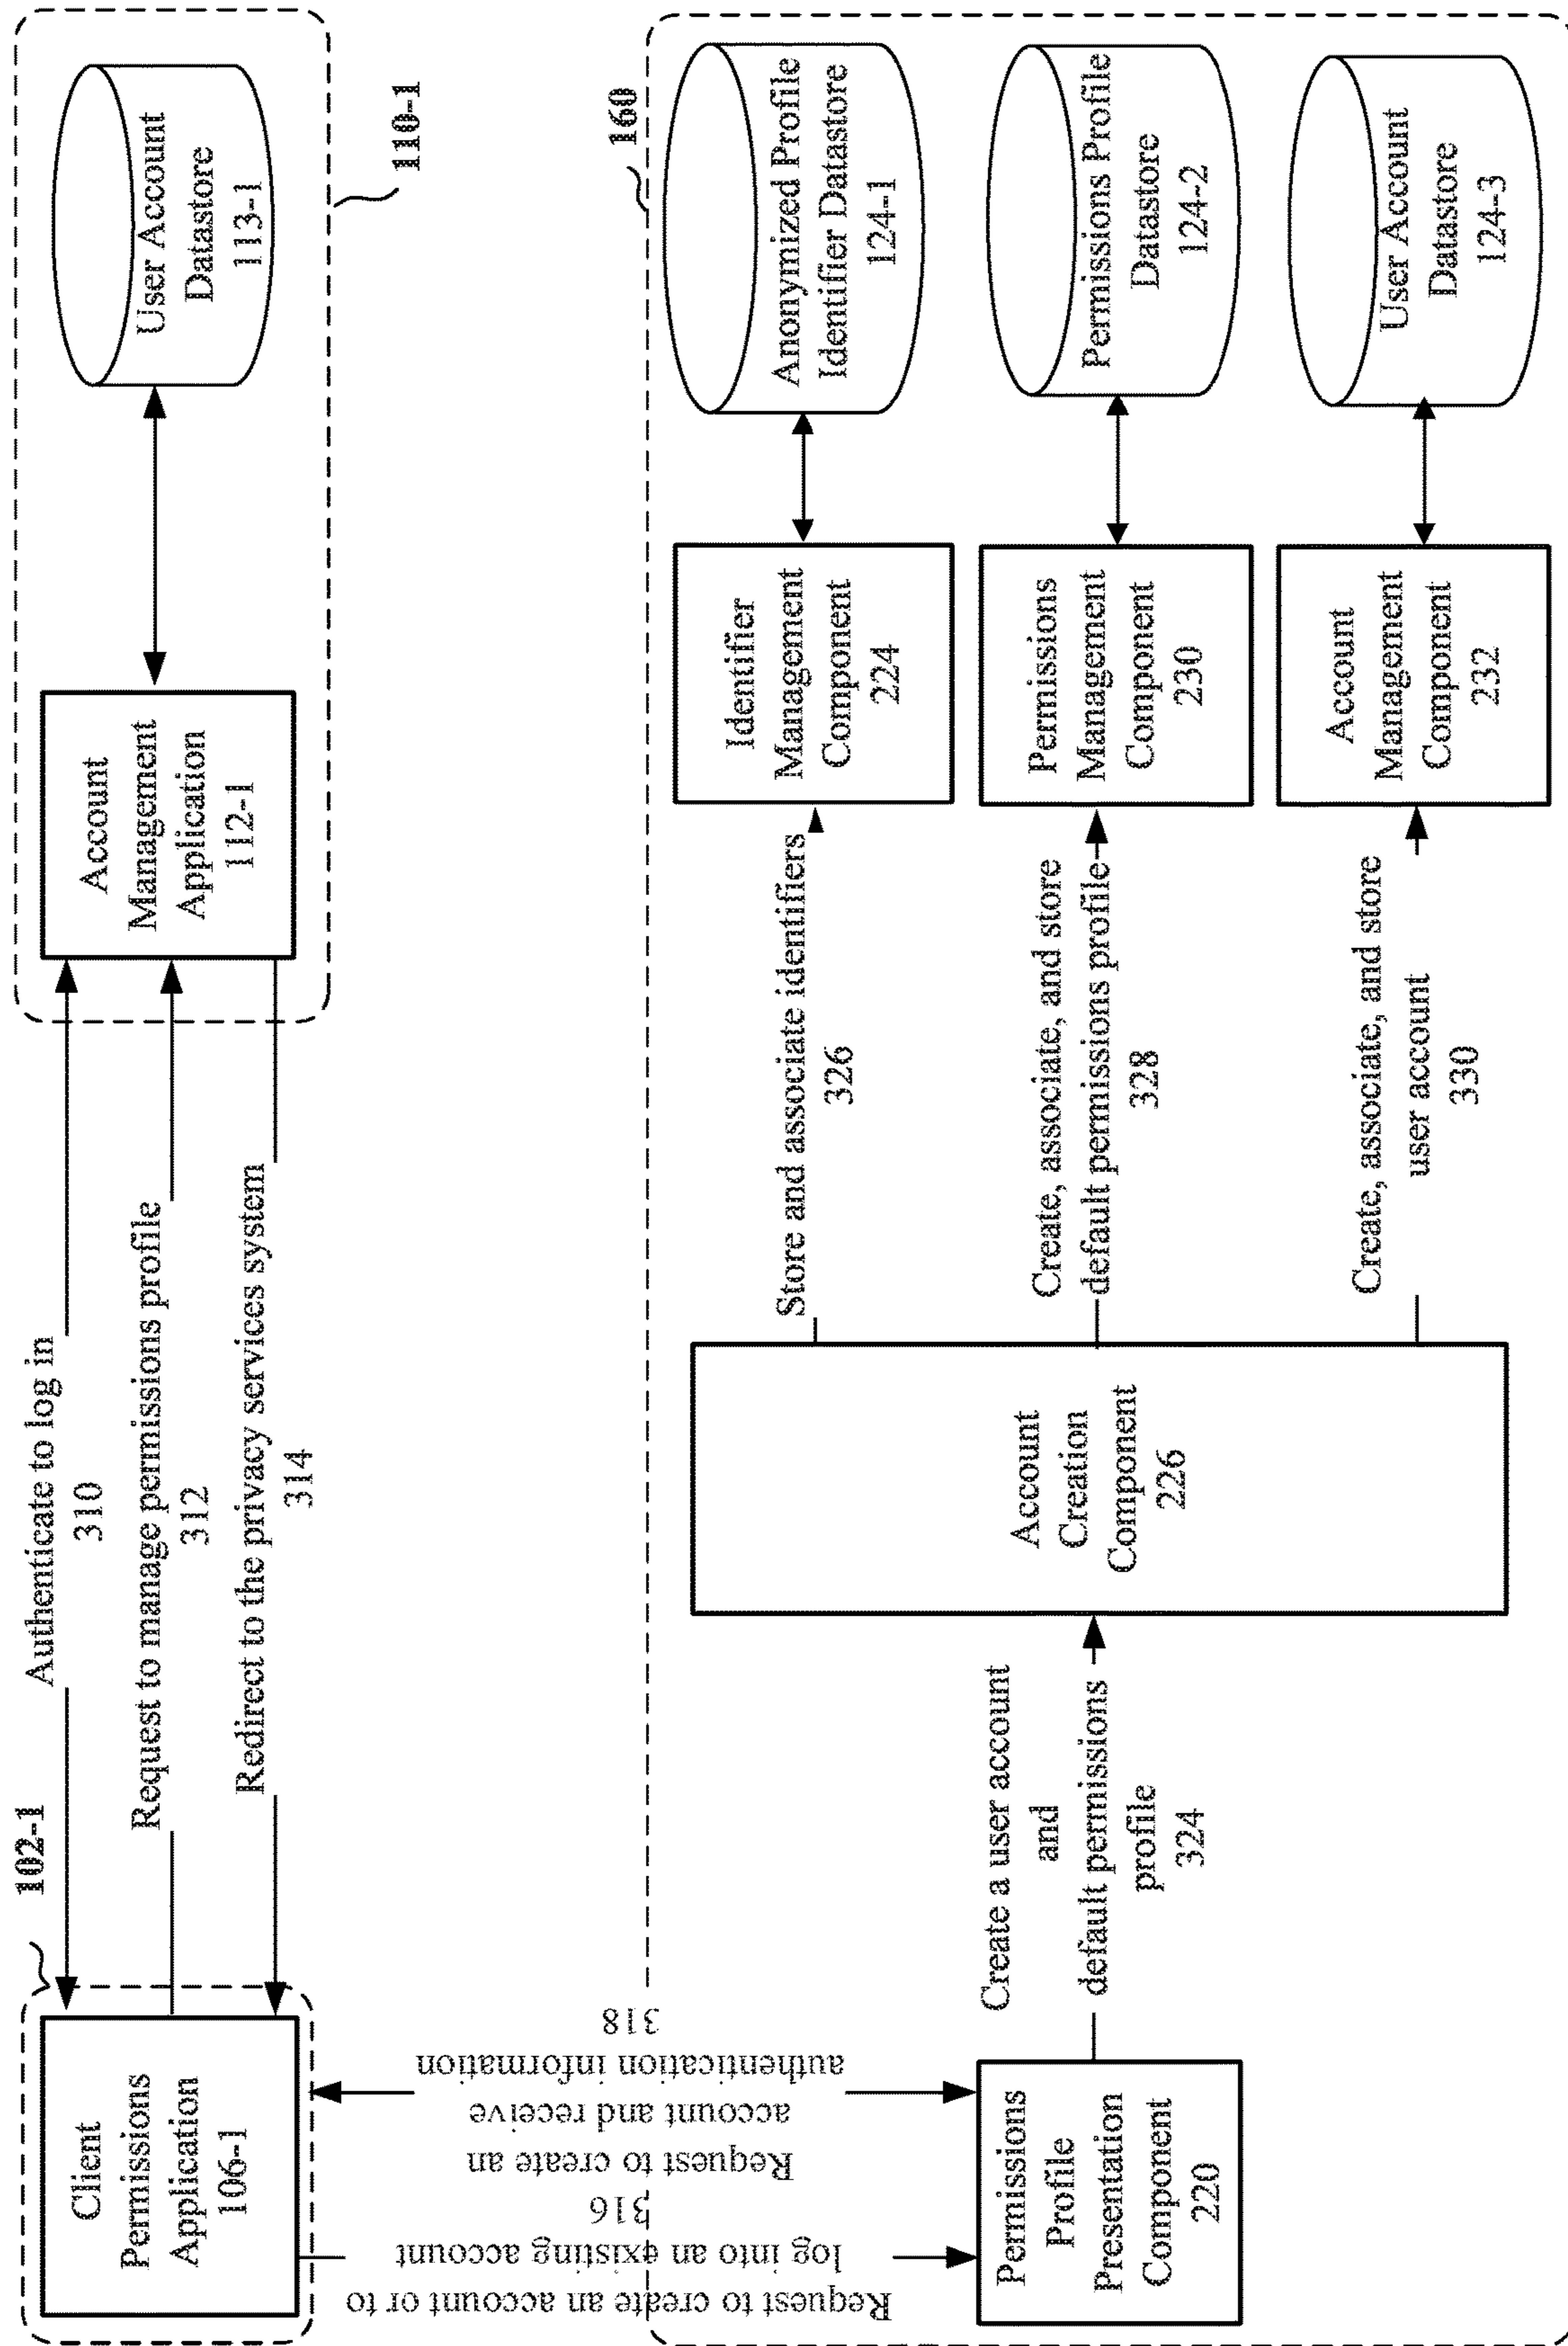 102-1
Client
Permissions
Application
106-1
Authenticate to log in
310
Request to manage permissions profile
312
Redirect to the privacy services system
314
Account
Management
Application
112-1
User Account
Datastore
113-1
110-1
Request to create an account or to
log into an existing account
316
Request to create an
account and receive
authentication information
318
160
Permissions
Profile
Presentation
Component
220
Create a user account
and
default permissions
profile
324
Account
Creation
Component
226
Store and associate identifiers
326
Create, associate, and store
default permissions profile
328
Create, associate, and store
user account
330
Identifier
Management
Component
224
Permissions
Management
Component
230
Account
Management
Component
232
Anonymized Profile
Identifier Datastore
124-1
Permissions Profile
Datastore
124-2
User Account
Datastore
124-3